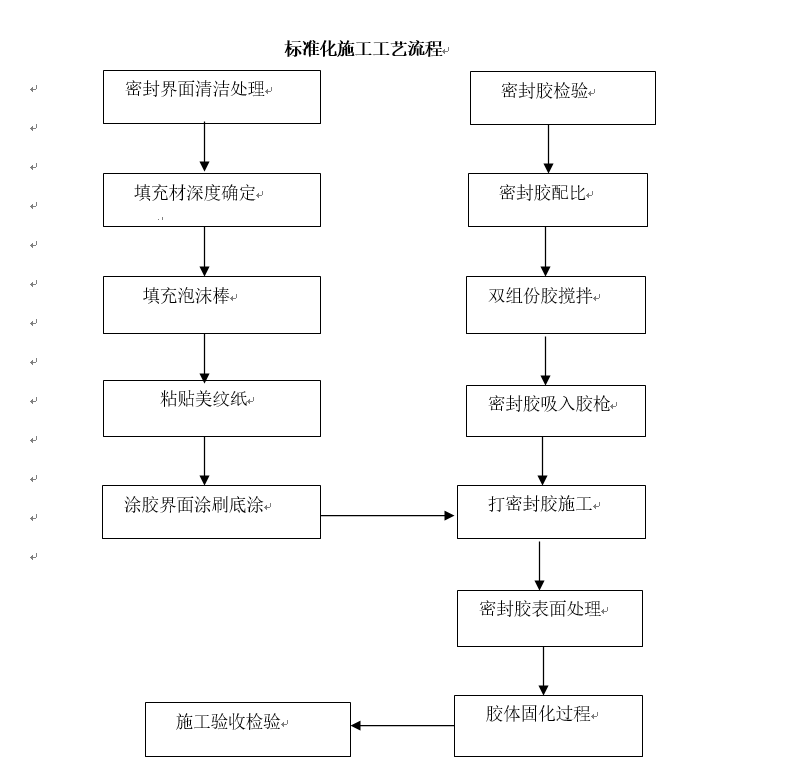 标准化施工工艺流程
密封界面清洁处理
填充材深度确定
填充泡沫棒
粘贴美纹纸
涂胶界面涂刷底涂
密封胶检验
密封胶配比
双组份胶搅拌
密封胶吸入胶枪
打密封胶施工
密封胶表面处理
胶体固化过程
施工验收检验